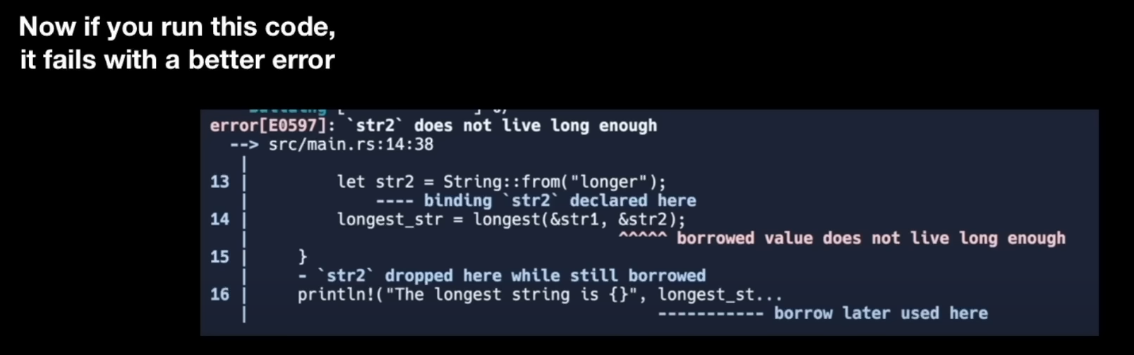 Now if you run this code,
it fails with a better error
error[E0597]: `str2` does not live long enough
--> src/main.rs:14:38
|
13 | let str2 = String::from("longer");
| ---- binding `str2` declared here
14 | longest_str = longest(&str1, &str2);
| ^^^^^ borrowed value does not live long enough
15 | }
| - `str2` dropped here while still borrowed
16 | println!("The longest string is {}", longest_st...
| ----------- borrow later used here